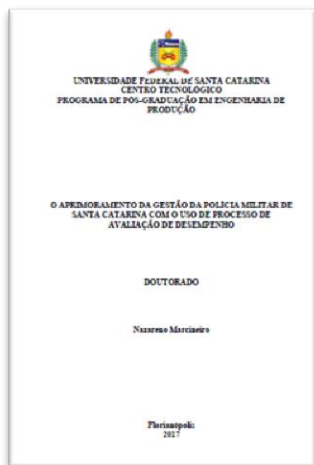 UNIVERSIDADE FEDERAL DE SANTA CATARINA
CENTRO TECNOLÓGICO
PROGRAMA DE PÓS-GRADUAÇÃO EM ENGENHARIA DE
PRODUÇÃO
O APRIMORAMENTO DA GESTÃO DA POLÍCIA MILITAR DE
SANTA CATARINA COM O USO DE PROCESSO DE
AVALIAÇÃO DE DESEMPENHO
DOUTORADO
Nazareno Marcineiro
Florianópolis
2017